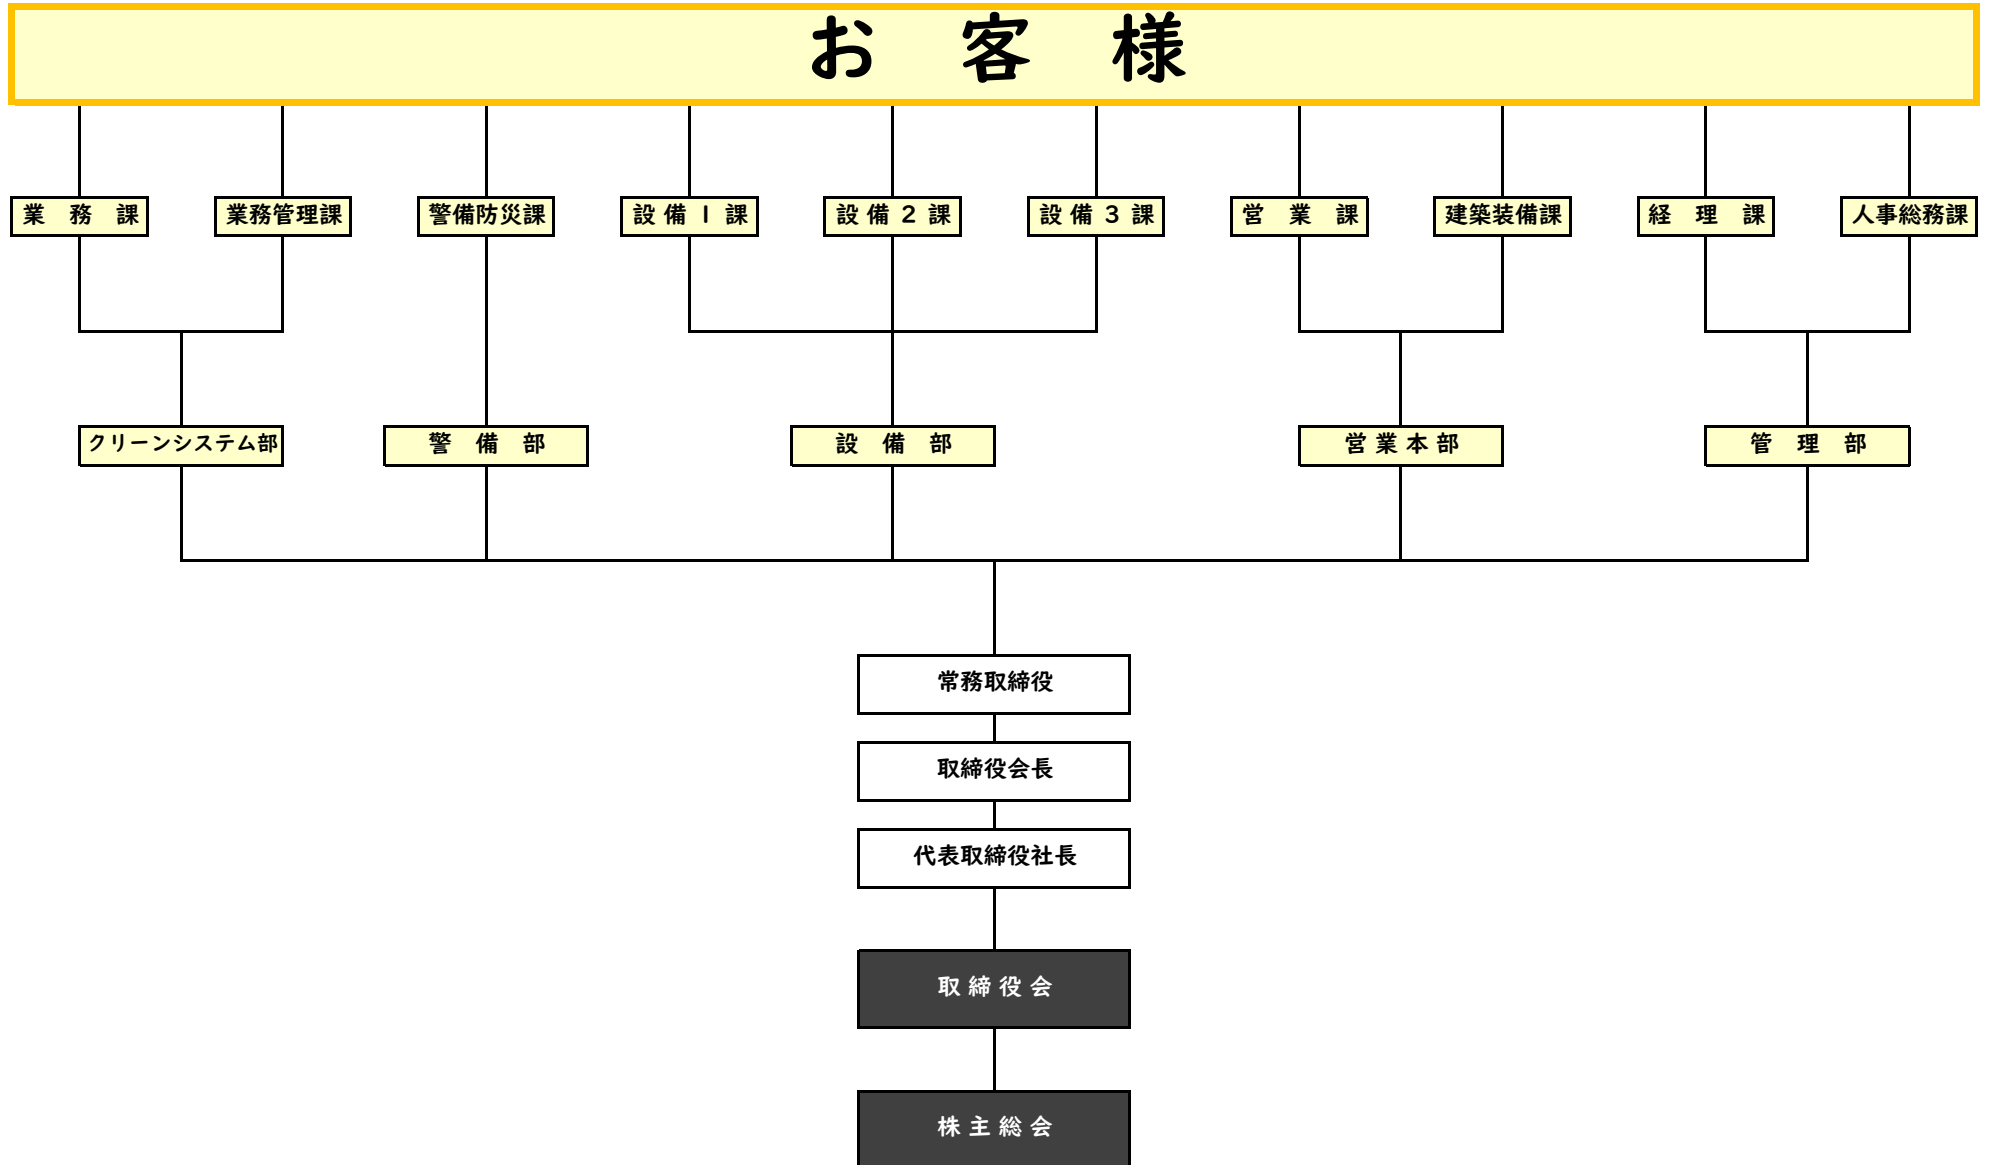 お　客　様
業　務　課
業務管理課
警備防災課
設 備 1 課
設 備 2 課
設 備 3 課
営　業　課
建築装備課
経　理　課
人事総務課
クリーンシステム部
警　備　部
設　備　部
営 業 本 部
管　理　部
常務取締役
取締役会長
代表取締役社長
取 締 役 会
株 主 総 会